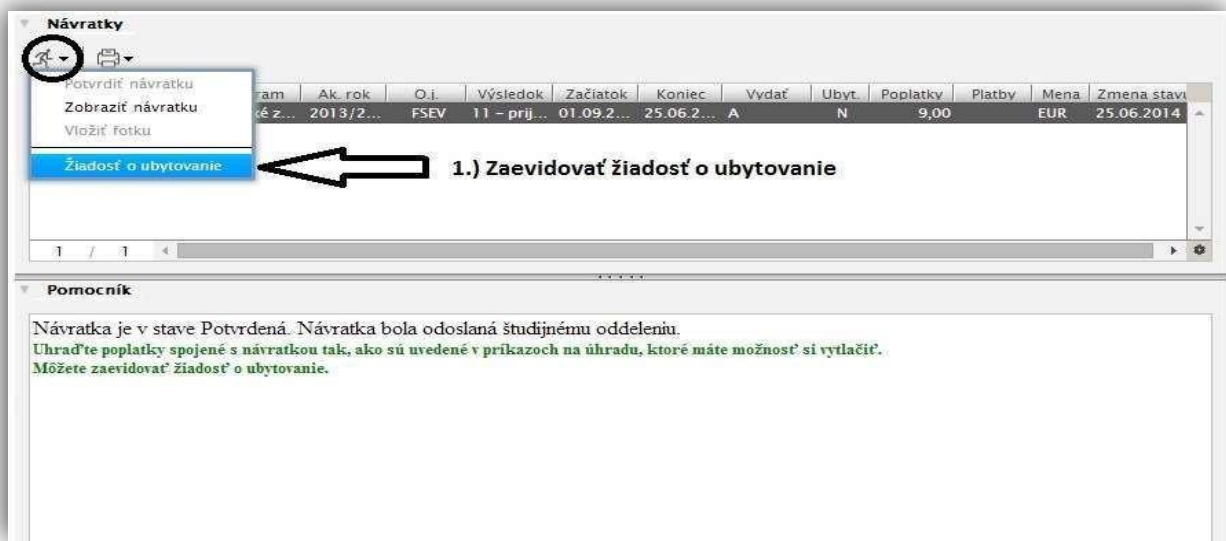 Návratky
Potvrdiť návratku
Zobraziť návratku
Vložiť fotku
Žiadosť o ubytovanie
ram Ak. rok O.j. Výsledok Začiatok Koniec Vydať Ubyt. Poplatky Platby Mena Zmena stavu
ké z... 2013/2... FSEV 11 - prij... 01.09.2... 25.06.2... A N 9,00 EUR 25.06.2014
1.) Zaevidovať žiadosť o ubytovanie
1 / 1
Pomocník
Návratka je v stave Potvrdená. Návratka bola odoslaná študijnému oddeleniu.
Uhraďte poplatky spojené s návratkou tak, ako sú uvedené v príkazoch na úhradu, ktoré máte možnosť si vytlačiť.
Môžete zaevidovať žiadosť o ubytovanie.